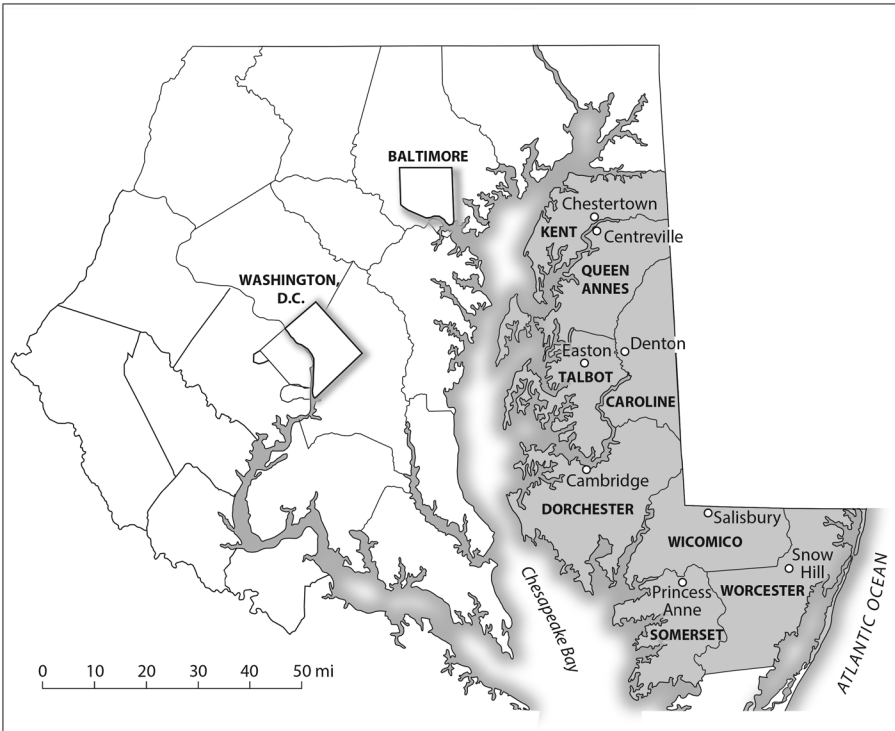 BALTIMORE
Chestertown
KENT
Centreville
QUEEN
ANNES
WASHINGTON,
D.C.
Easton
Denton
TALBOT
CAROLINE
Cambridge
DORCHESTER
Salisbury
WICOMICO
Snow
Hill
Princess
Anne
WORCESTER
SOMERSET
Chesapeake Bay
ATLANTIC OCEAN
0 10 20 30 40 50 mi